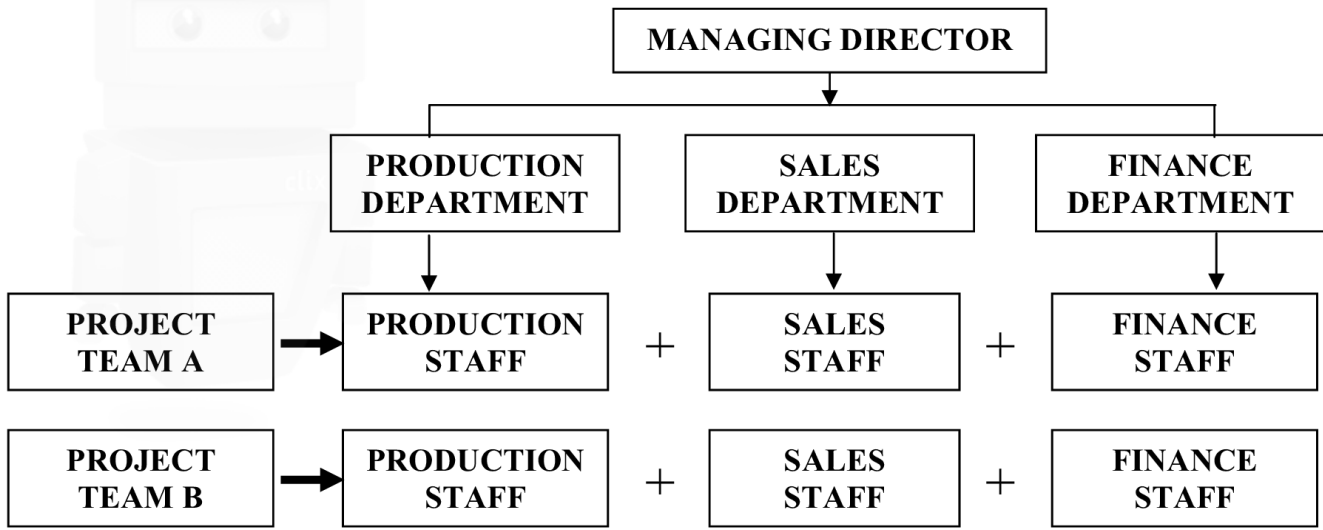 MANAGING DIRECTOR
PRODUCTION
DEPARTMENT
SALES
DEPARTMENT
FINANCE
DEPARTMENT
PROJECT
TEAM A
PRODUCTION
STAFF
+
SALES
STAFF
+
FINANCE
STAFF
PROJECT
TEAM B
PRODUCTION
STAFF
+
SALES
STAFF
+
FINANCE
STAFF